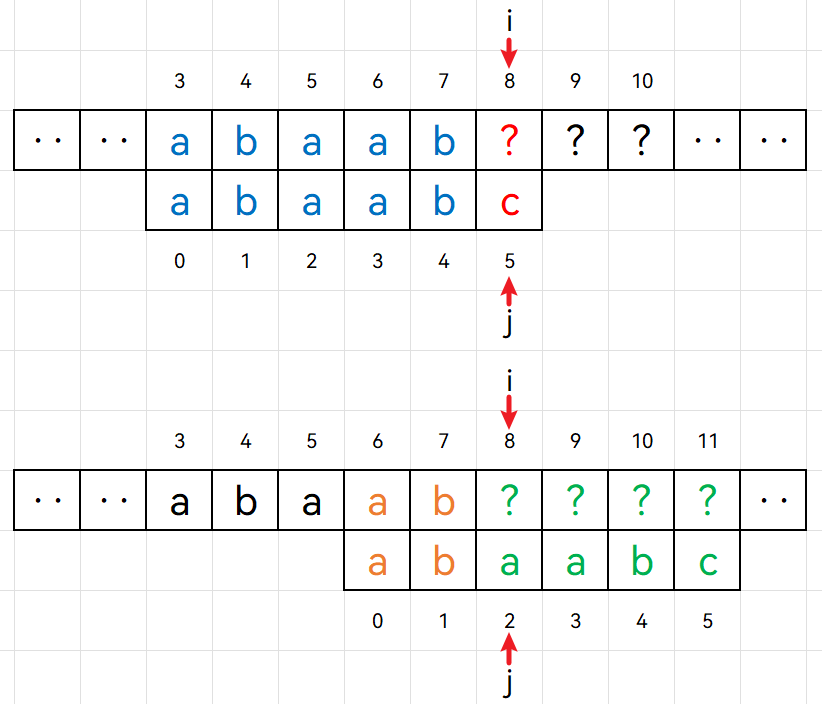 i
3 4 5 6 7 8 9 10
·· ·· a b a a b ? ? ? ·· ··
a b a a b c
0 1 2 3 4 5
j
i
3 4 5 6 7 8 9 10 11
·· ·· a b a a b ? ? ? ? ··
a b a a b c
0 1 2 3 4 5
j